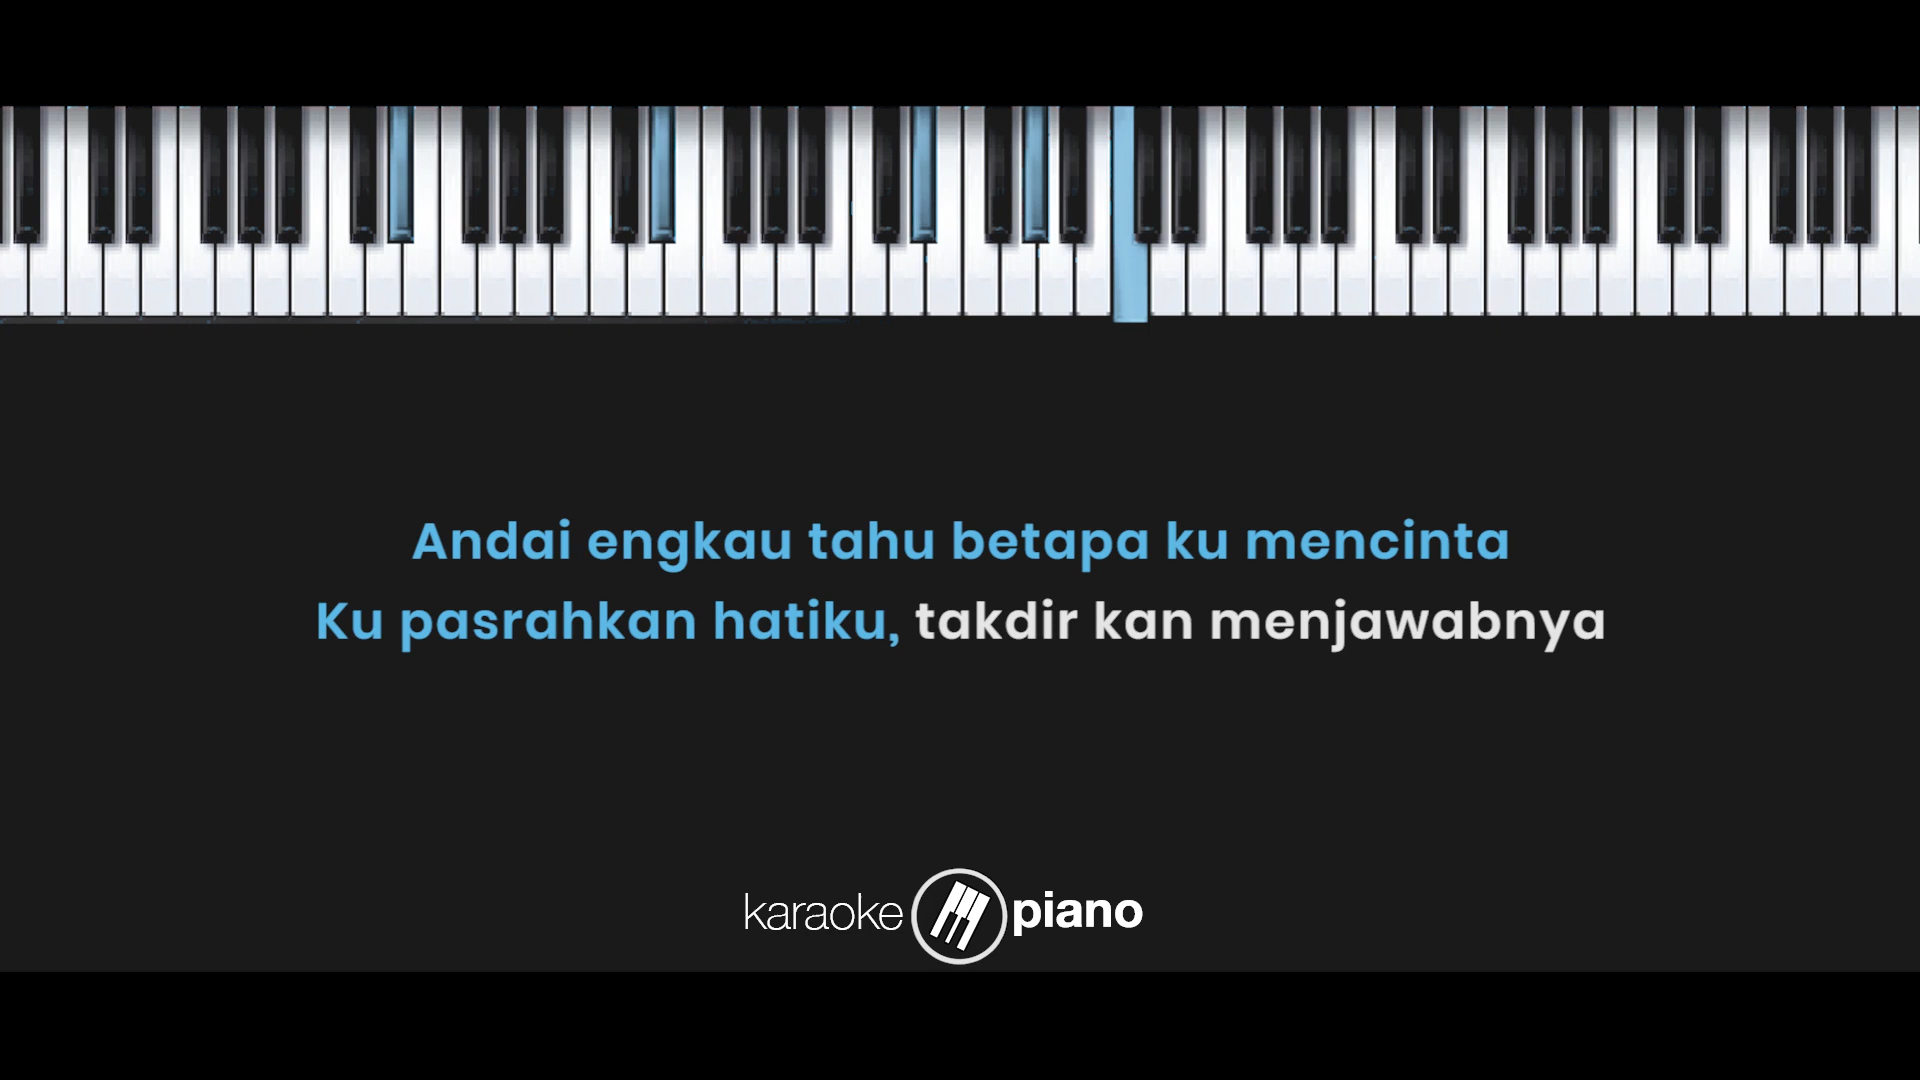 Andai engkau tahu betapa ku mencinta
Ku pasrahkan hatiku, takdir kan menjawabnya
karaoke piano